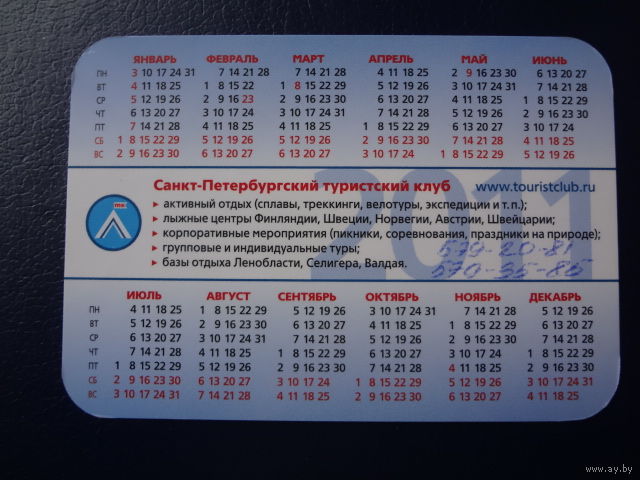 ЯНВАРЬ ФЕВРАЛЬ МАРТ АПРЕЛЬ МАЙ ИЮНЬ
ПН 3 10 17 24 31 7 14 21 28 7 14 21 28 4 11 18 25 2 9 16 23 30 6 13 20 27
ВТ 4 11 18 25 1 8 15 22 1 8 15 22 29 5 12 19 26 3 10 17 24 31 7 14 21 28
СР 5 12 19 26 2 9 16 23 2 9 16 23 30 6 13 20 27 4 11 18 25 1 8 15 22 29
ЧТ 6 13 20 27 3 10 17 24 3 10 17 24 31 7 14 21 28 5 12 19 26 2 9 16 23 30
ПТ 7 14 21 28 4 11 18 25 4 11 18 25 1 8 15 22 29 6 13 20 27 3 10 17 24
СБ 1 8 15 22 29 5 12 19 26 5 12 19 26 2 9 16 23 30 7 14 21 28 4 11 18 25
ВС 2 9 16 23 30 6 13 20 27 6 13 20 27 3 10 17 24 1 8 15 22 29 5 12 19 26
2011
Санкт-Петербургский туристский клуб www.touristclub.ru
ТК
▸ активный отдых (сплавы, треккинги, велотуры, экспедиции и т.п.);
▸ лыжные центры Финляндии, Швеции, Норвегии, Австрии, Швейцарии;
▸ корпоративные мероприятия (пикники, соревнования, праздники на природе);
▸ групповые и индивидуальные туры; 579-20-81
▸ базы отдыха Ленобласти, Селигера, Валдая. 570-35-85
ИЮЛЬ АВГУСТ СЕНТЯБРЬ ОКТЯБРЬ НОЯБРЬ ДЕКАБРЬ
ПН 4 11 18 25 1 8 15 22 29 5 12 19 26 3 10 17 24 31 7 14 21 28 5 12 19 26
ВТ 5 12 19 26 2 9 16 23 30 6 13 20 27 4 11 18 25 1 8 15 22 29 6 13 20 27
СР 6 13 20 27 3 10 17 24 31 7 14 21 28 5 12 19 26 2 9 16 23 30 7 14 21 28
ЧТ 7 14 21 28 4 11 18 25 1 8 15 22 29 6 13 20 27 3 10 17 24 1 8 15 22 29
ПТ 1 8 15 22 29 5 12 19 26 2 9 16 23 30 7 14 21 28 4 11 18 25 2 9 16 23 30
СБ 2 9 16 23 30 6 13 20 27 3 10 17 24 1 8 15 22 29 5 12 19 26 3 10 17 24 31
ВС 3 10 17 24 31 7 14 21 28 4 11 18 25 2 9 16 23 30 6 13 20 27 4 11 18 25
www.ay.by